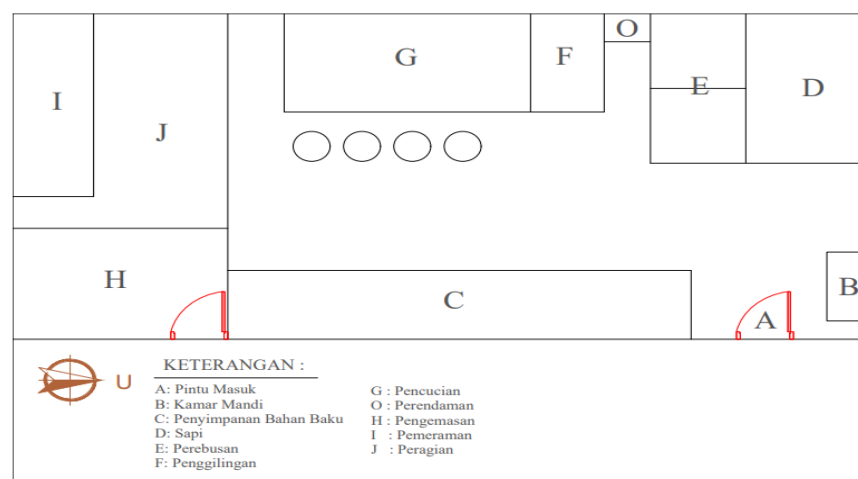 O
G
F
I
E
D
J
H
C
B
A
U
KETERANGAN :
A: Pintu Masuk
B: Kamar Mandi
C: Penyimpanan Bahan Baku
D: Sapi
E: Perebusan
F: Penggilingan
G : Pencucian
O : Perendaman
H : Pengemasan
I : Pemeraman
J : Peragian